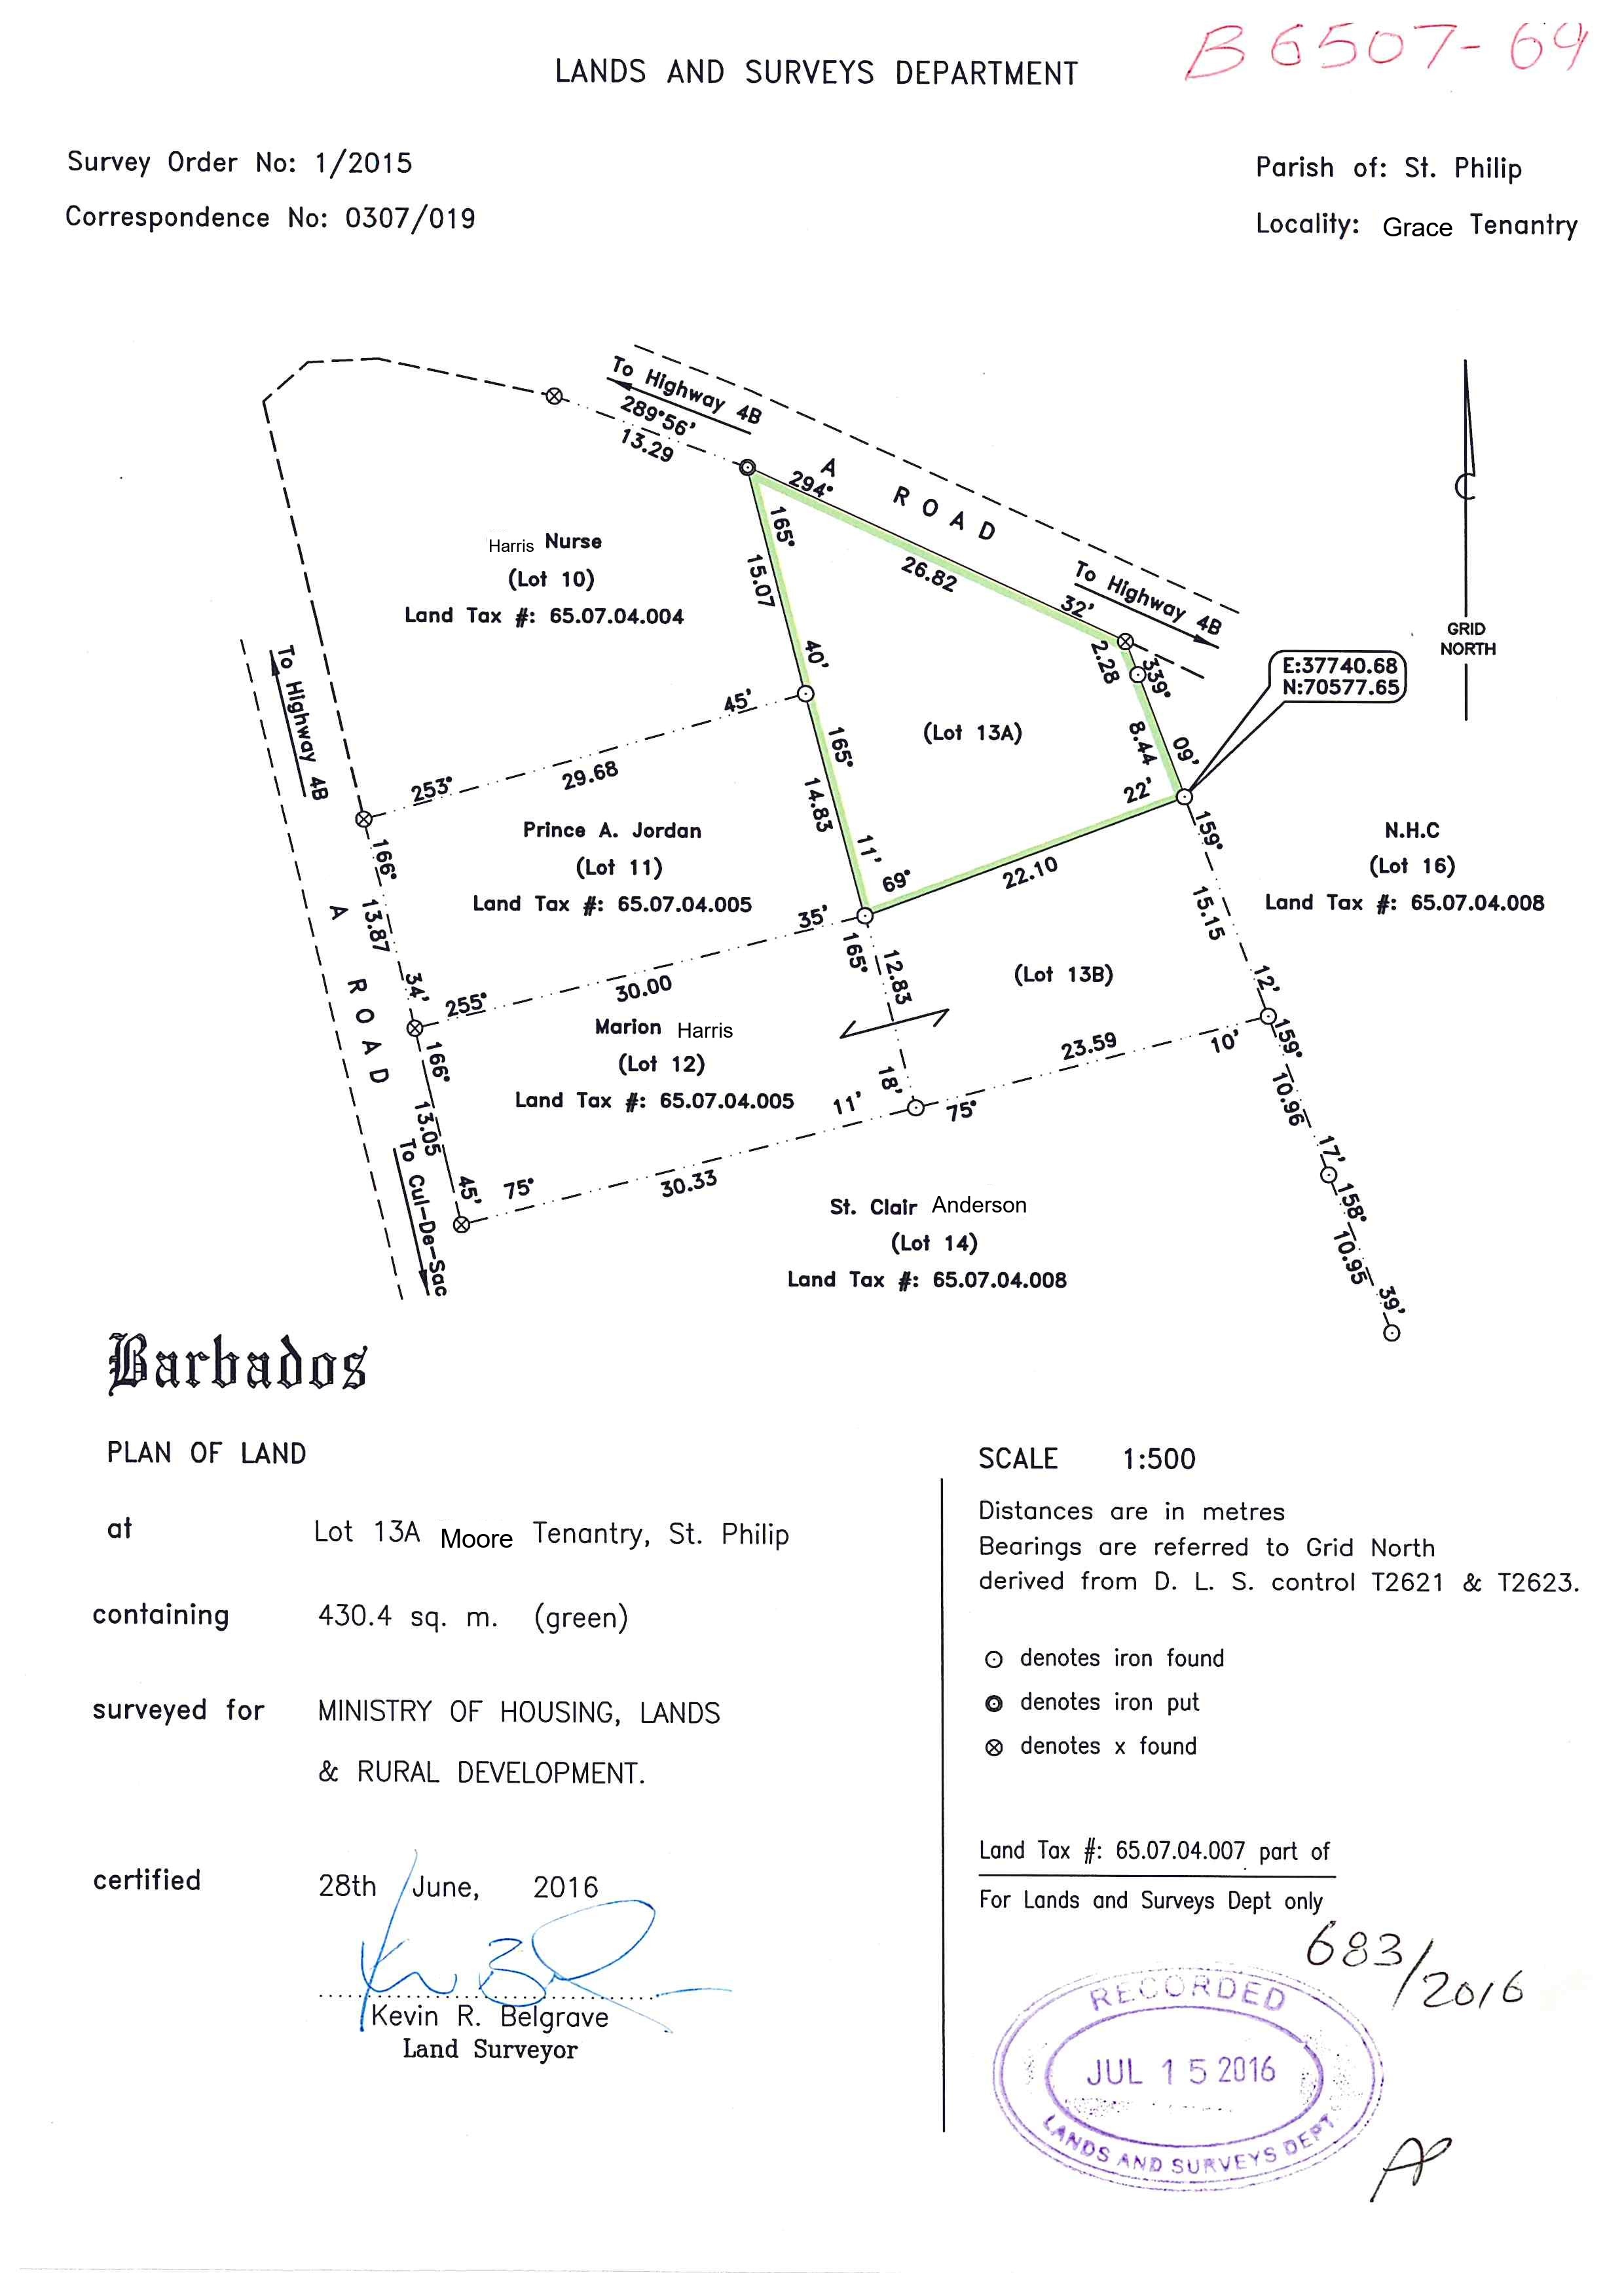 B 6507-64
LANDS AND SURVEYS DEPARTMENT
Survey Order No: 1/2015
Correspondence No: 0307/019
Parish of: St. Philip
Locality: Grace Tenantry
To Highway 4B
289°56'
13.29
A ROAD
294°
26.82
32'
To Highway 4B
165°
15.07
40'
Harris Nurse
(Lot 10)
Land Tax #: 65.07.04.004
GRID
NORTH
E:37740.68
N:70577.65
2.28
339°
8.44
09'
(Lot 13A)
To Highway 4B
45'
29.68
253°
165°
14.83
11'
22'
22.10
69°
Prince A. Jordan
(Lot 11)
Land Tax #: 65.07.04.005
N.H.C
(Lot 16)
Land Tax #: 65.07.04.008
166°
13.87
34'
A ROAD
159°
15.15
12'
35'
30.00
255°
165°
12.83
18'
(Lot 13B)
Marion Harris
(Lot 12)
Land Tax #: 65.07.04.005
23.59
10'
75°
159°
10.96
17'
166°
13.05
45'
To Cul-De-Sac
11'
30.33
75°
158°
10.95
39'
St. Clair Anderson
(Lot 14)
Land Tax #: 65.07.04.008
Barbados
PLAN OF LAND
at Lot 13A Moore Tenantry, St. Philip
containing 430.4 sq. m. (green)
surveyed for MINISTRY OF HOUSING, LANDS
& RURAL DEVELOPMENT.
certified 28th June, 2016
Kevin R. Belgrave
Land Surveyor
SCALE 1:500
Distances are in metres
Bearings are referred to Grid North
derived from D. L. S. control T2621 & T2623.
denotes iron found
denotes iron put
denotes x found
Land Tax #: 65.07.04.007 part of
For Lands and Surveys Dept only
683/2016
RECORDED
JUL 15 2016
LANDS AND SURVEYS DEPT
AP